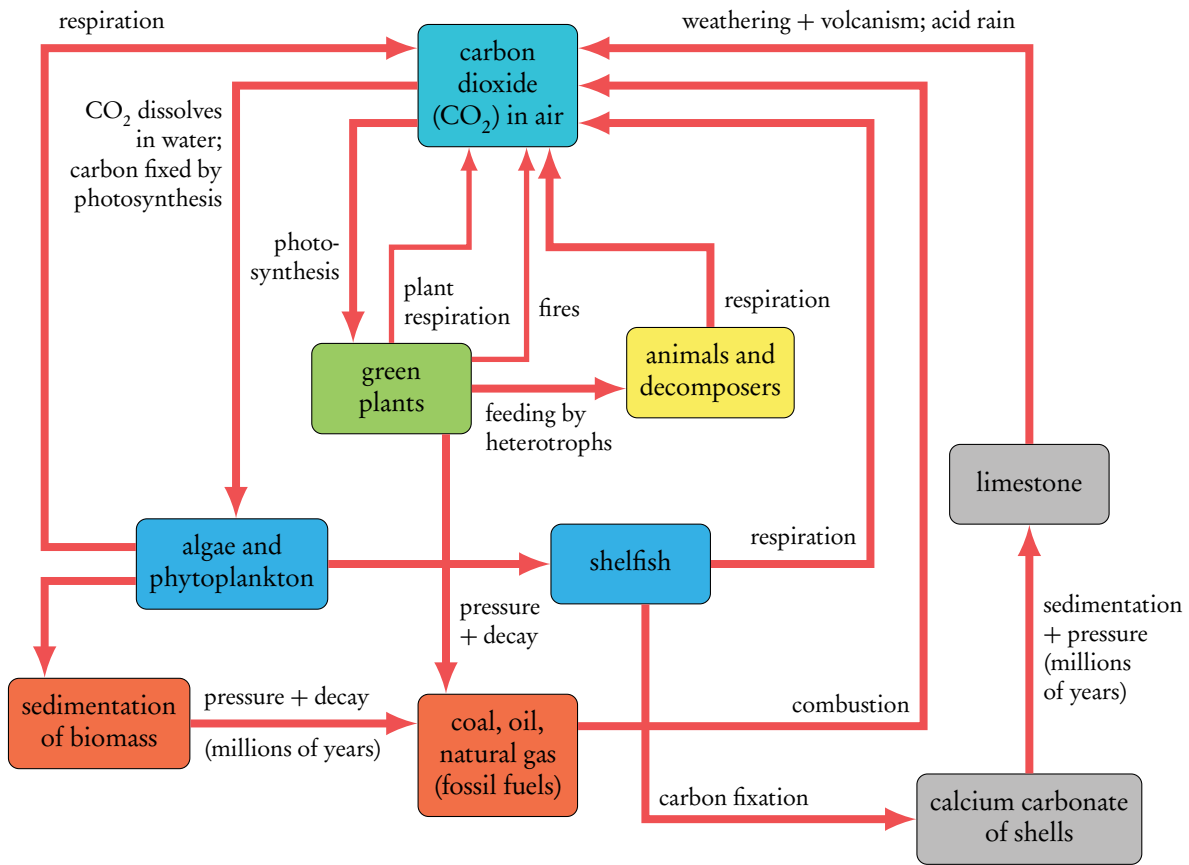 respiration
weathering + volcanism; acid rain
carbon
dioxide
(CO₂) in air
CO₂ dissolves
in water;
carbon fixed by
photosynthesis
photo-
synthesis
plant
respiration
fires
respiration
green
plants
animals and
decomposers
feeding by
heterotrophs
limestone
algae and
phytoplankton
shelfish
respiration
pressure
+ decay
sedimentation
+ pressure
(millions
of years)
sedimentation
of biomass
pressure + decay
(millions of years)
coal, oil,
natural gas
(fossil fuels)
combustion
carbon fixation
calcium carbonate
of shells